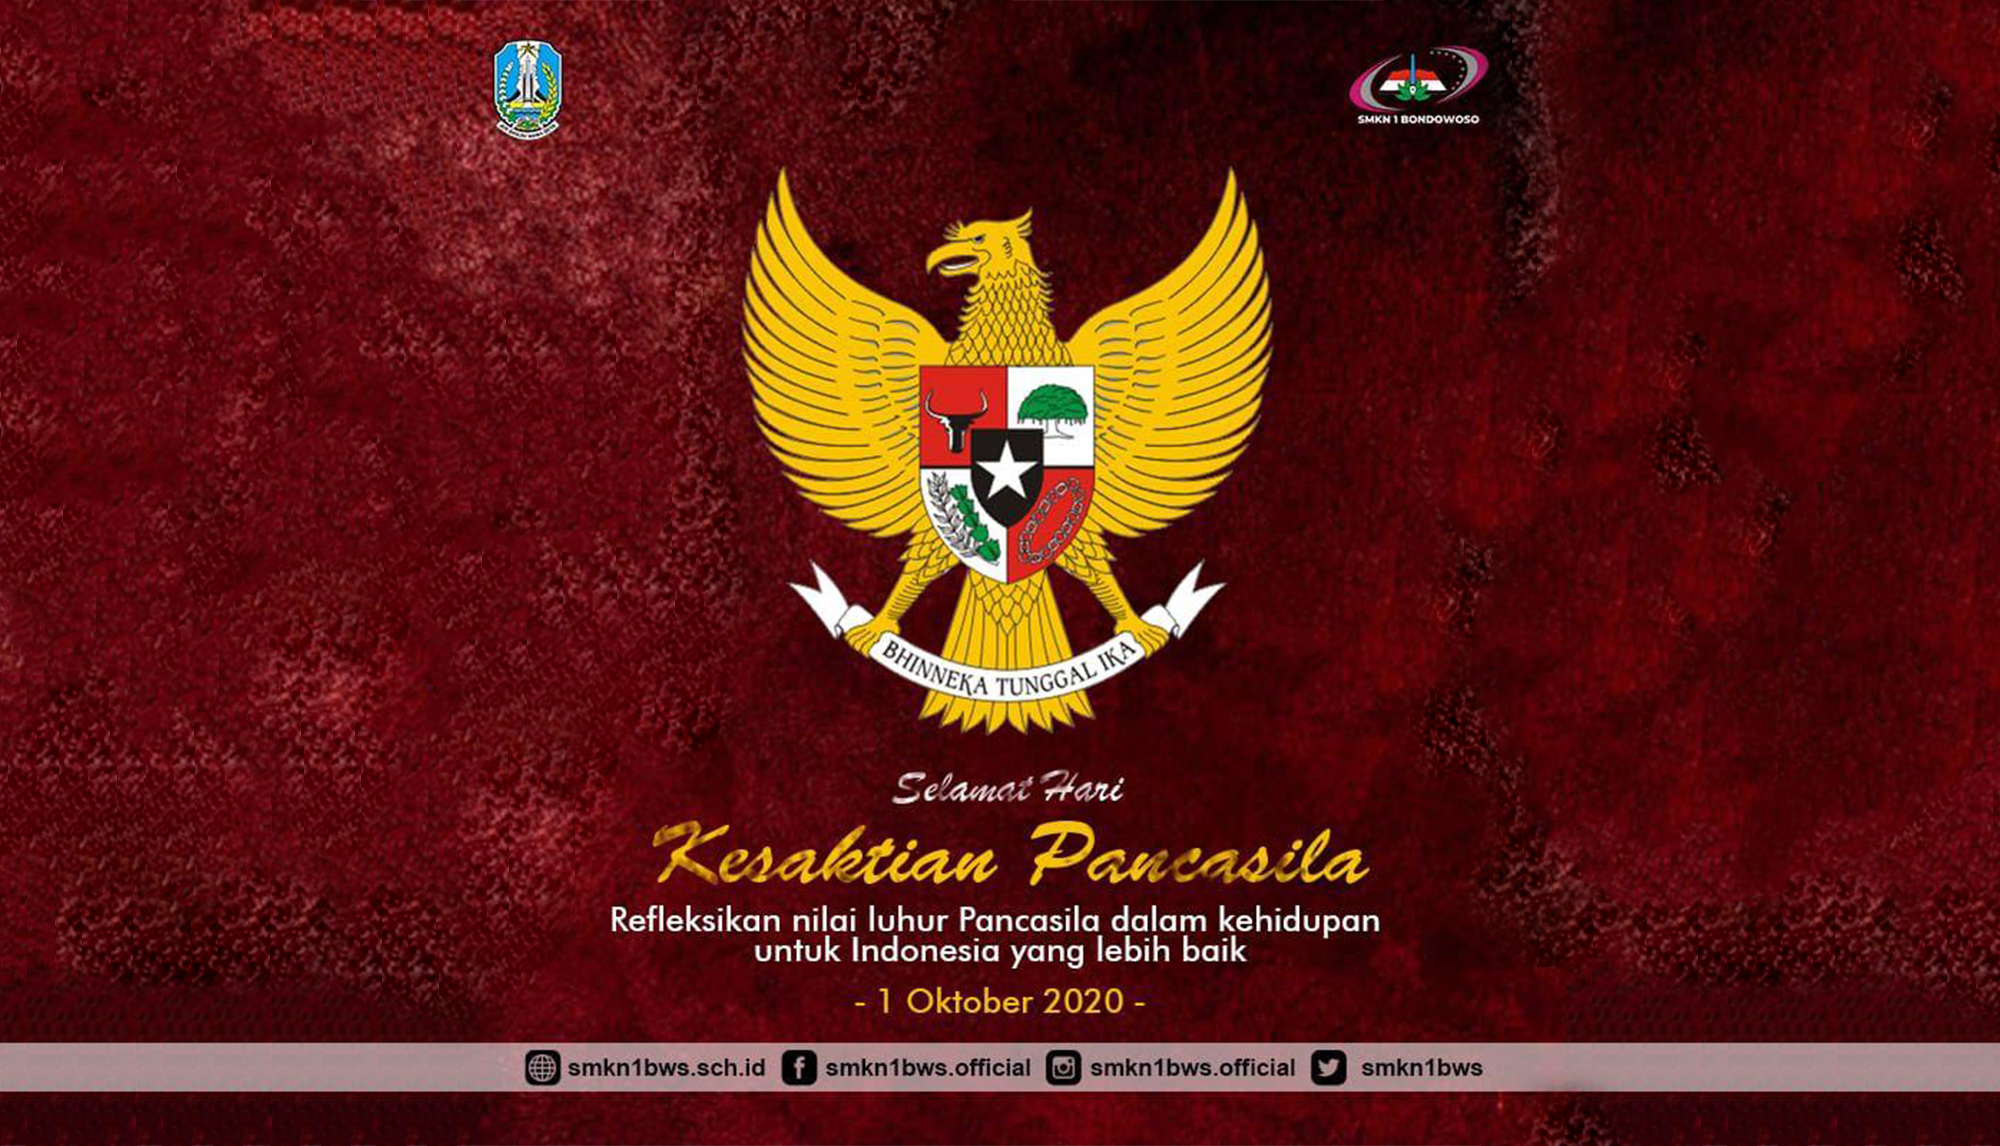 SMKN 1 BONDOWOSO
BHINNEKA TUNGGAL IKA
Selamat Hari
Kesaktian Pancasila
Refleksikan nilai luhur Pancasila dalam kehidupan
untuk Indonesia yang lebih baik
- 1 Oktober 2020 -
smkn1bws.sch.id smkn1bws.official smkn1bws.official smkn1bws